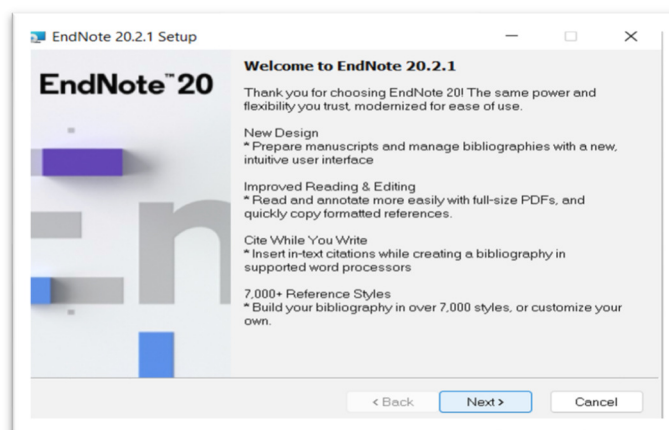 EndNote 20.2.1 Setup
EndNote™20
Welcome to EndNote 20.2.1
Thank you for choosing EndNote 20! The same power and
flexibility you trust, modernized for ease of use.
New Design
* Prepare manuscripts and manage bibliographies with a new,
intuitive user interface
Improved Reading & Editing
* Read and annotate more easily with full-size PDFs, and
quickly copy formatted references.
Cite While You Write
* Insert in-text citations while creating a bibliography in
supported word processors
7,000+ Reference Styles
* Build your bibliography in over 7,000 styles, or customize your
own.
En
< Back
Next >
Cancel